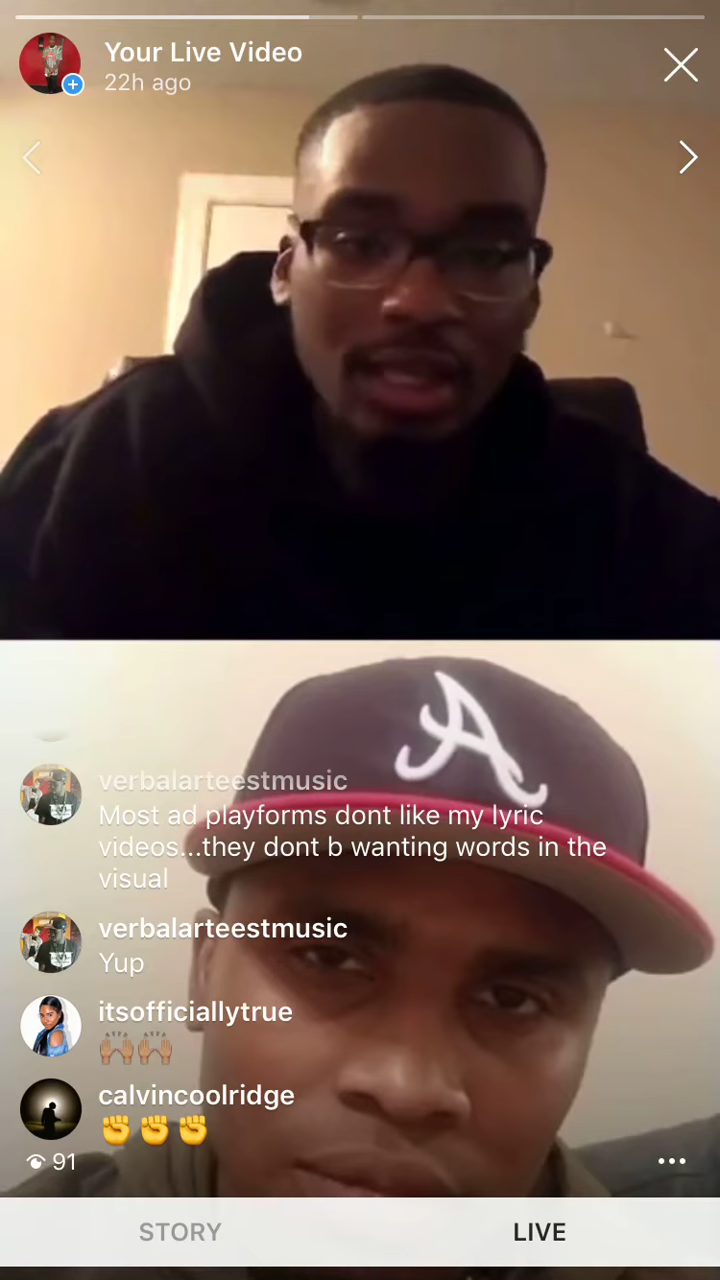 Your Live Video
22h ago
A
verbalarteestmusic
Most ad playforms dont like my lyric
videos...they dont b wanting words in the
visual
verbalarteestmusic
Yup
itsofficiallytrue
🙌🏽🙌🏽
calvincoolridge
✊✊✊
91
STORY
LIVE